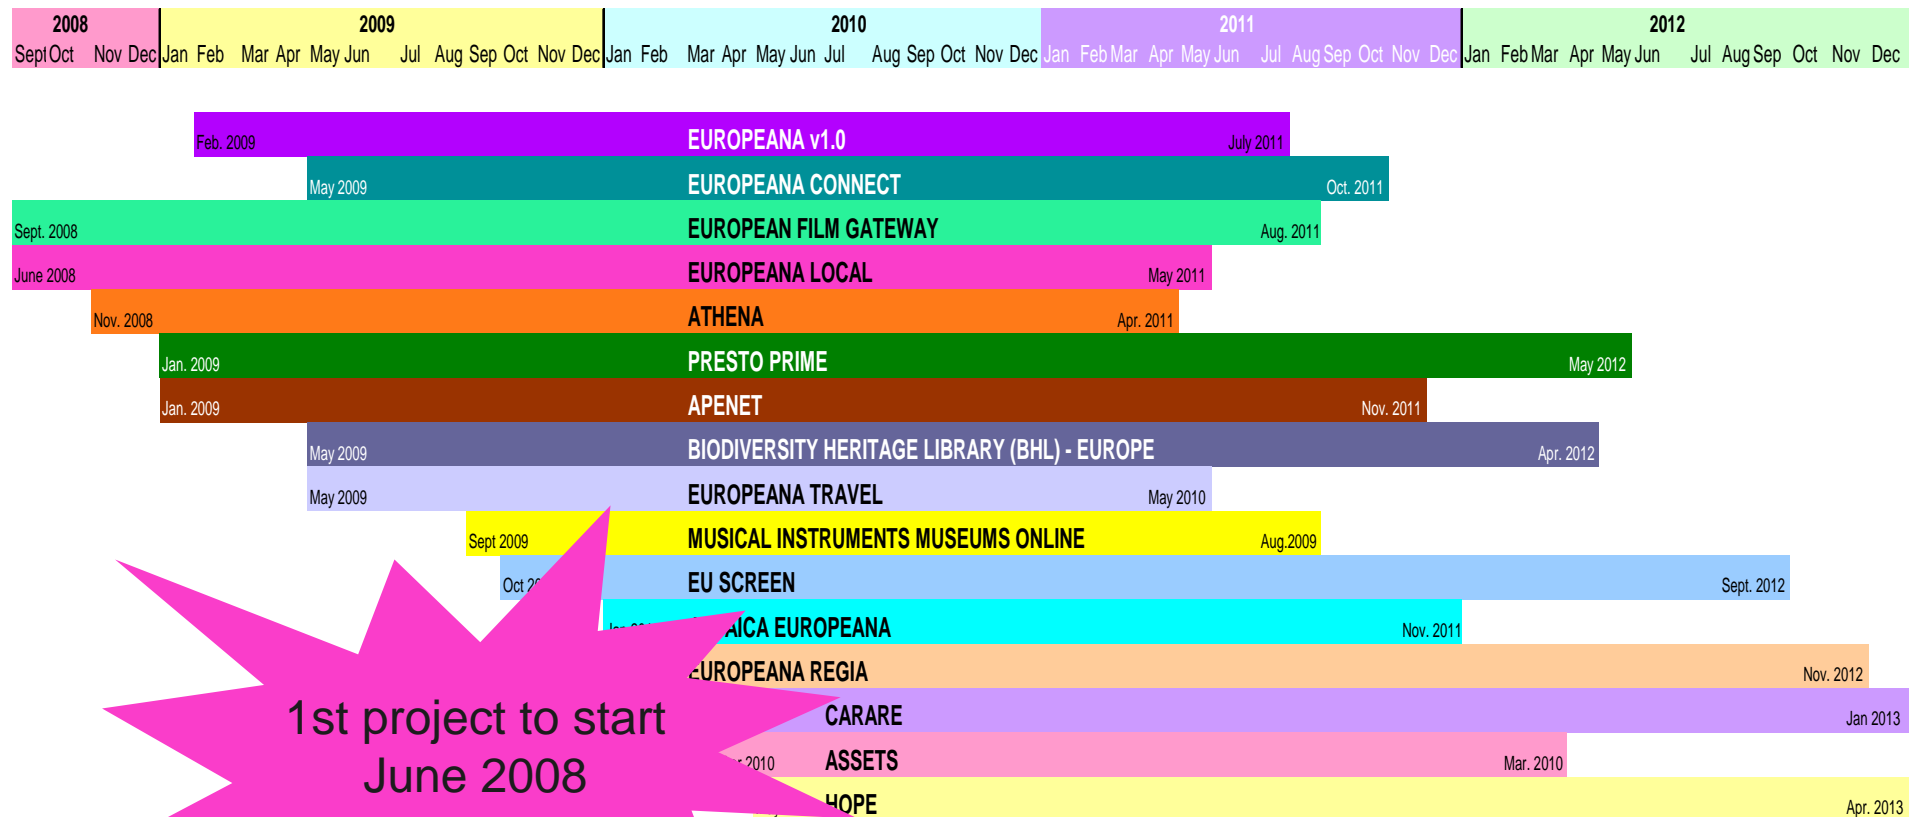 2008 2009 2010 2011 2012
Sept Oct Nov Dec Jan Feb Mar Apr May Jun Jul Aug Sep Oct Nov Dec Jan Feb Mar Apr May Jun Jul Aug Sep Oct Nov Dec Jan Feb Mar Apr May Jun Jul Aug Sep Oct Nov Dec Jan Feb Mar Apr May Jun Jul Aug Sep Oct Nov Dec
Feb. 2009 EUROPEANA v1.0 July 2011
May 2009 EUROPEANA CONNECT Oct. 2011
Sept. 2008 EUROPEAN FILM GATEWAY Aug. 2011
June 2008 EUROPEANA LOCAL May 2011
Nov. 2008 ATHENA Apr. 2011
Jan. 2009 PRESTO PRIME May 2012
Jan. 2009 APENET Nov. 2011
May 2009 BIODIVERSITY HERITAGE LIBRARY (BHL) - EUROPE Apr. 2012
May 2009 EUROPEANA TRAVEL May 2010
Sept 2009 MUSICAL INSTRUMENTS MUSEUMS ONLINE Aug.2009
Oct EU SCREEN Sept. 2012
EUROPEANA Nov. 2011
EUROPEANA REGIA Nov. 2012
CARARE Jan 2013
2010 ASSETS Mar. 2010
HOPE Apr. 2013
1st project to start
June 2008